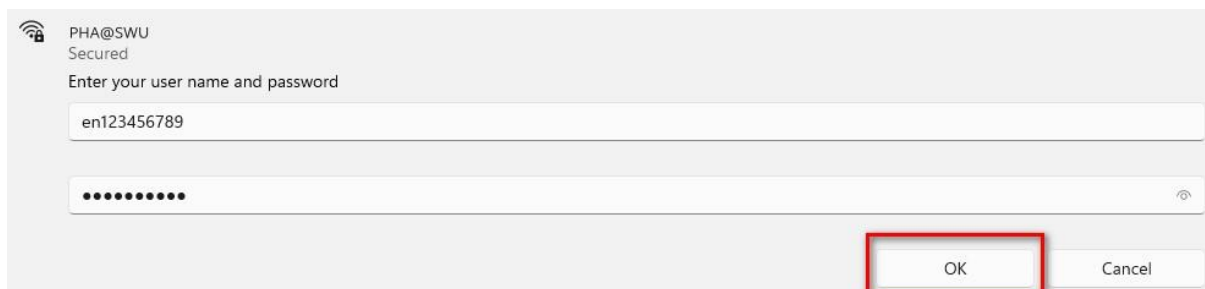 PHA@SWU
Secured
Enter your user name and password
en123456789
••••••••••
OK
Cancel